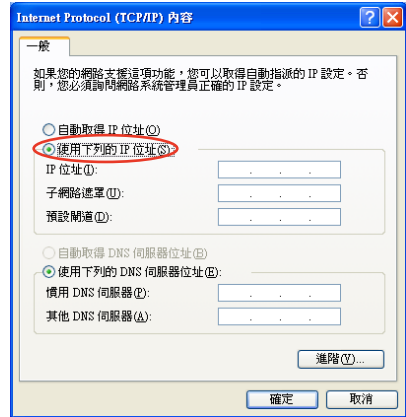 Internet Protocol (TCP/IP) 內容
一般
如果您的網路支援這項功能，您可以取得自動指派的 IP 設定。否
則，您必須詢問網路系統管理員正確的 IP 設定。
自動取得 IP 位址(O)
使用下列的 IP 位址(S):
IP 位址(I):
子網路遮罩(U):
預設閘道(D):
自動取得 DNS 伺服器位址(B)
使用下列的 DNS 伺服器位址(E):
慣用 DNS 伺服器(P):
其他 DNS 伺服器(A):
進階(V)...
確定
取消